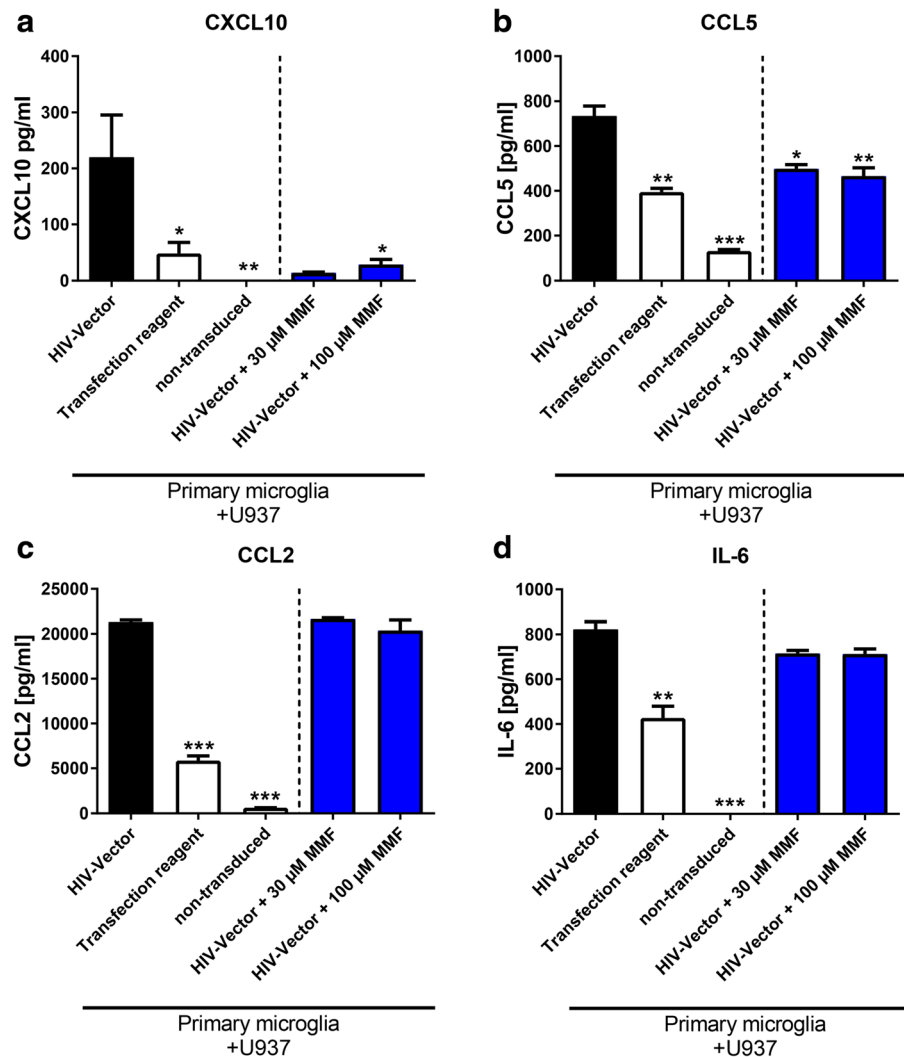 a
CXCL10
CXCL10 pg/ml
400
300
200
100
0
*
**
*
HIV-Vector
Transfection reagent
non-transduced
HIV-Vector + 30 µM MMF
HIV-Vector + 100 µM MMF
Primary microglia
+U937
b
CCL5
CCL5 [pg/ml]
1000
800
600
400
200
0
**
***
*
**
HIV-Vector
Transfection reagent
non-transduced
HIV-Vector + 30 µM MMF
HIV-Vector + 100 µM MMF
Primary microglia
+U937
c
CCL2
CCL2 [pg/ml]
25000
20000
15000
10000
5000
0
***
***
HIV-Vector
Transfection reagent
non-transduced
HIV-Vector + 30 µM MMF
HIV-Vector + 100 µM MMF
Primary microglia
+U937
d
IL-6
IL-6 [pg/ml]
1000
800
600
400
200
0
**
***
HIV-Vector
Transfection reagent
non-transduced
HIV-Vector + 30 µM MMF
HIV-Vector + 100 µM MMF
Primary microglia
+U937